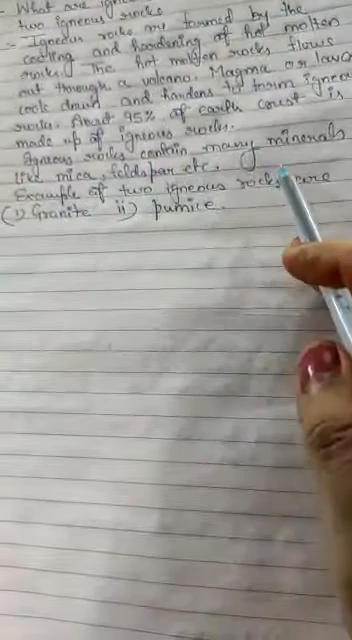 - What are
two igneous rocks
- Igneous rocks are formed by the
cooling and hardening of hot molten
rocks. The hot molten rocks flows
out through a volcano. Magma or lava
cools down and hardens to form igneous
rocks. About 95% of earth crust is
made up of igneous rocks.
Igneous rocks contain many minerals
like mica, feldspar etc.
Example of two igneous rocks are
(i) Granite ii) pumice.